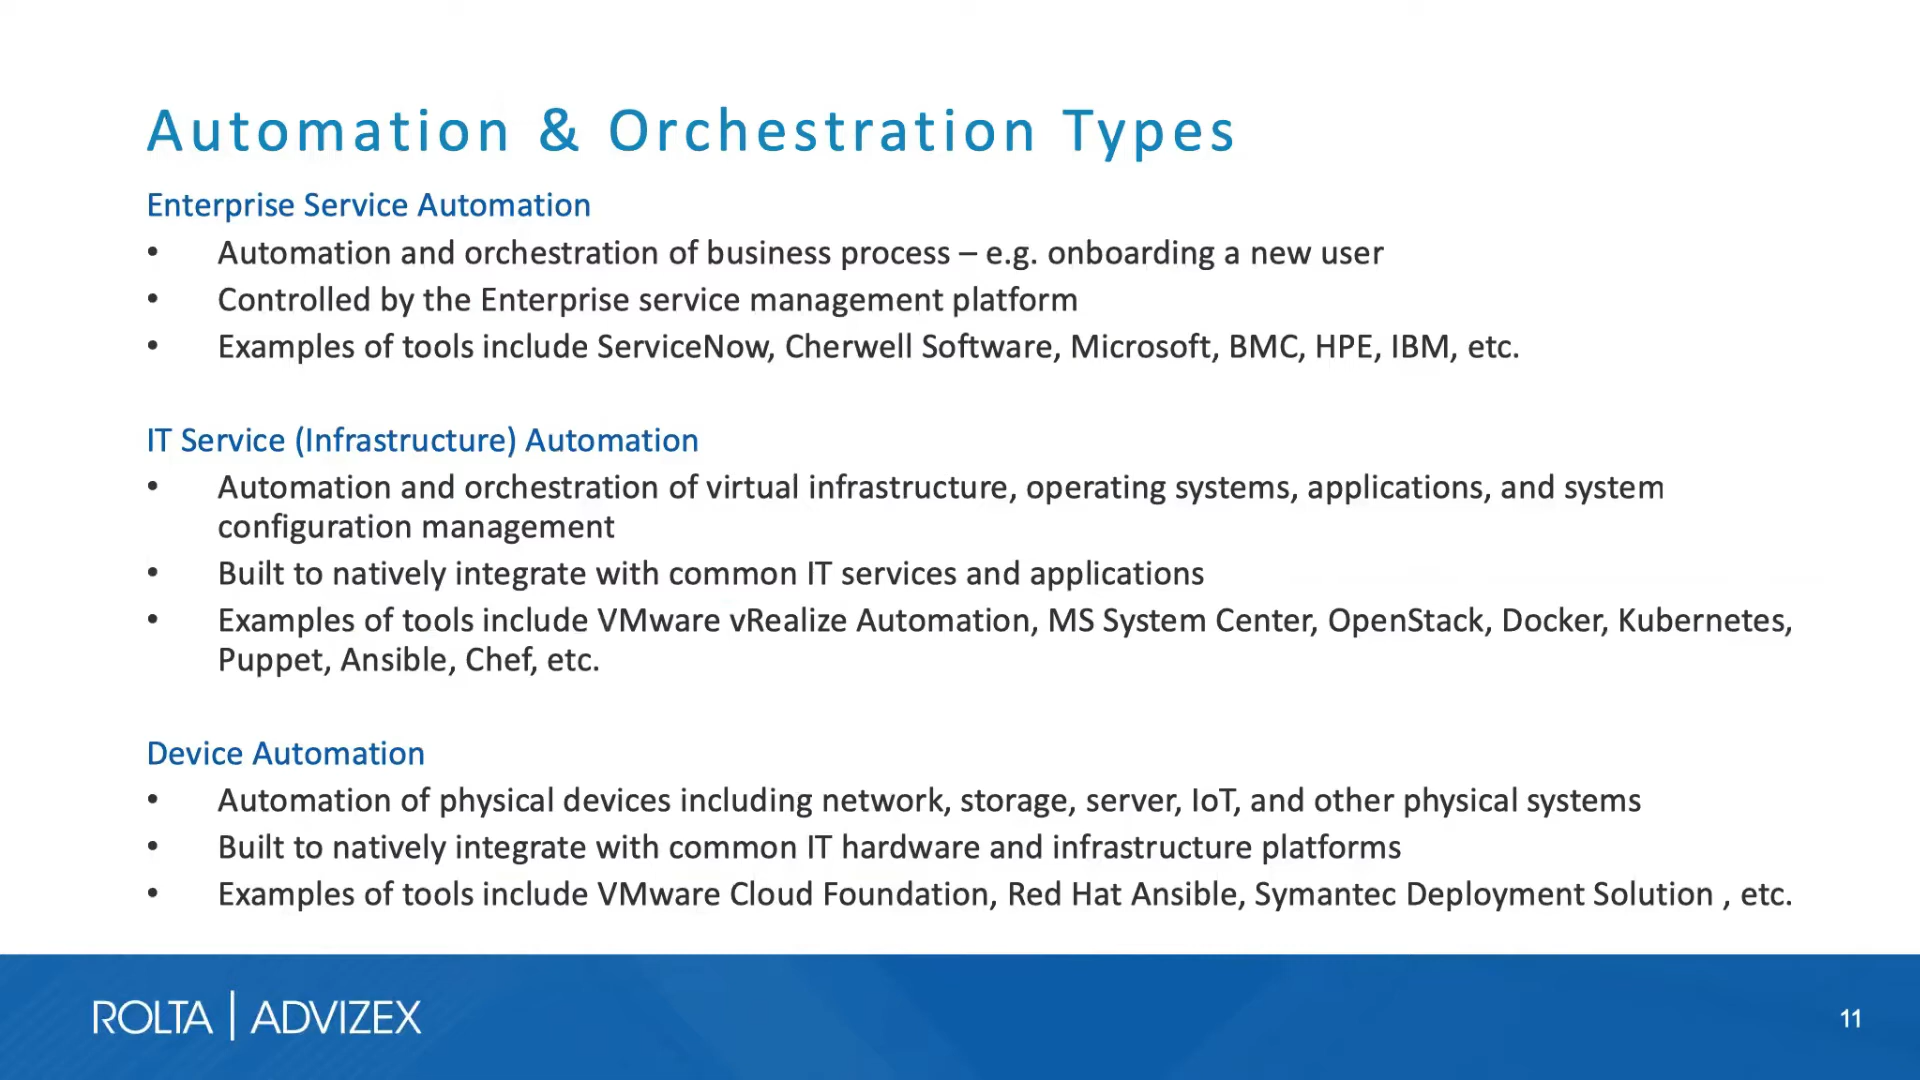 Automation & Orchestration Types
Enterprise Service Automation
• Automation and orchestration of business process – e.g. onboarding a new user
• Controlled by the Enterprise service management platform
• Examples of tools include ServiceNow, Cherwell Software, Microsoft, BMC, HPE, IBM, etc.
IT Service (Infrastructure) Automation
• Automation and orchestration of virtual infrastructure, operating systems, applications, and system
configuration management
• Built to natively integrate with common IT services and applications
• Examples of tools include VMware vRealize Automation, MS System Center, OpenStack, Docker, Kubernetes,
Puppet, Ansible, Chef, etc.
Device Automation
• Automation of physical devices including network, storage, server, IoT, and other physical systems
• Built to natively integrate with common IT hardware and infrastructure platforms
• Examples of tools include VMware Cloud Foundation, Red Hat Ansible, Symantec Deployment Solution , etc.
ROLTA | ADVIZEX
11